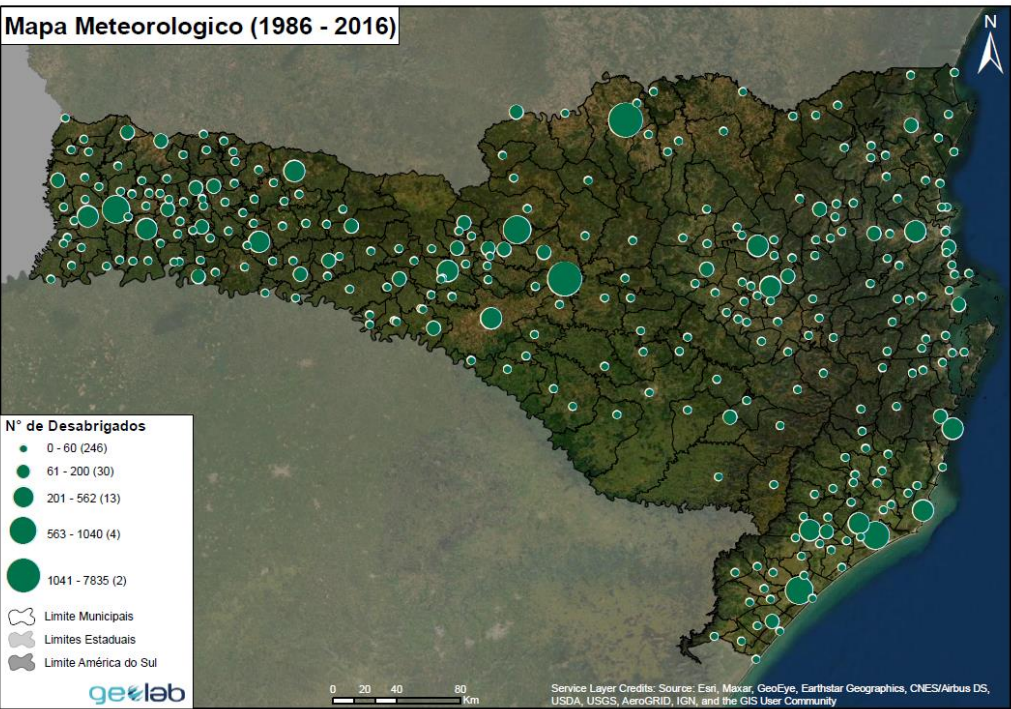 Mapa Meteorologico (1986 - 2016)
N
N° de Desabrigados
0 - 60 (246)
61 - 200 (30)
201 - 562 (13)
563 - 1040 (4)
1041 - 7835 (2)
Limite Municipais
Limites Estaduais
Limite América do Sul
geolab
0 20 40 80
Km
Service Layer Credits: Source: Esri, Maxar, GeoEye, Earthstar Geographics, CNES/Airbus DS,
USDA, USGS, AeroGRID, IGN, and the GIS User Community